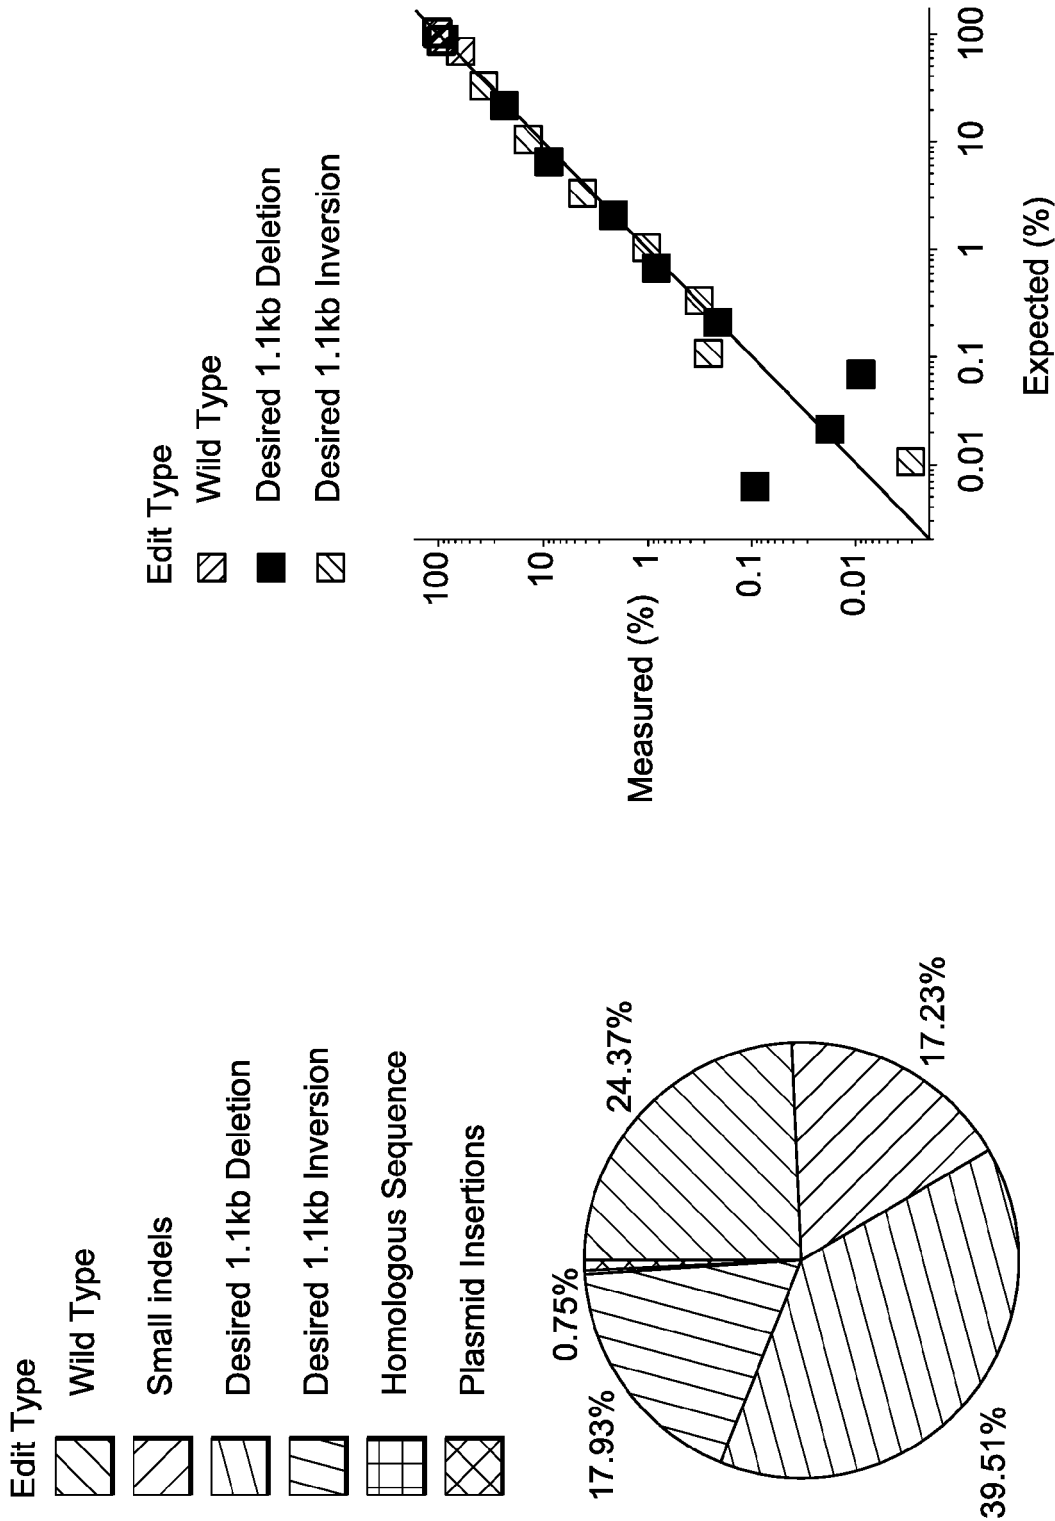 Edit Type
Wild Type
Small indels
Desired 1.1kb Deletion
Desired 1.1kb Inversion
Homologous Sequence
Plasmid Insertions
0.75%
17.93%
24.37%
39.51%
17.23%
Edit Type
Wild Type
Desired 1.1kb Deletion
Desired 1.1kb Inversion
Measured (%)
100
10
1
0.1
0.01
0.01
0.1
1
10
100
Expected (%)